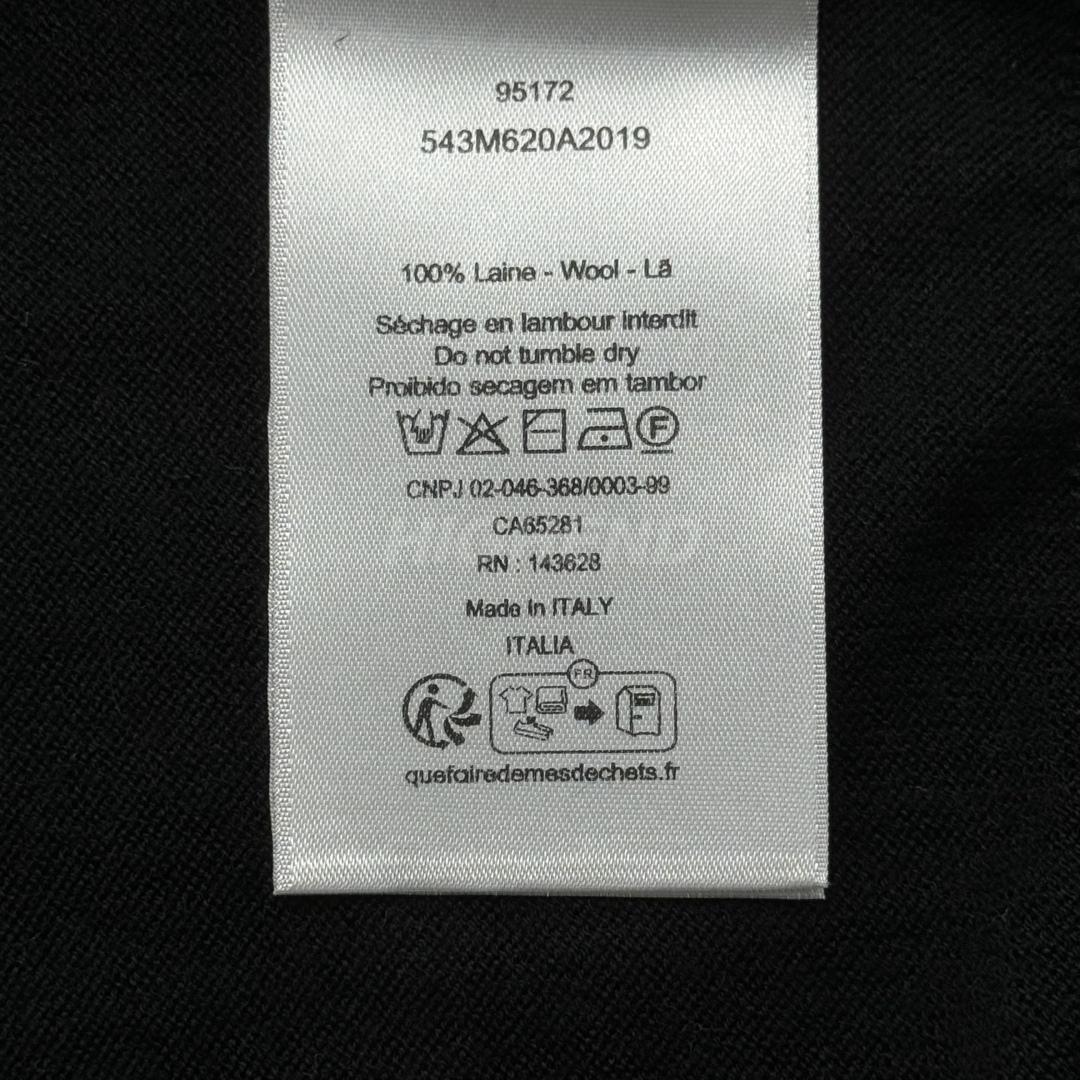 95172
543M620A2019
100% Laine - Wool - Lã
Séchage en tambour interdit
Do not tumble dry
Proibido secagem em tambor
F
CNPJ 02-046-368/0003-99
CA65281
RN : 143628
Made in ITALY
ITALIA
FR
quefairedemesdechets.fr